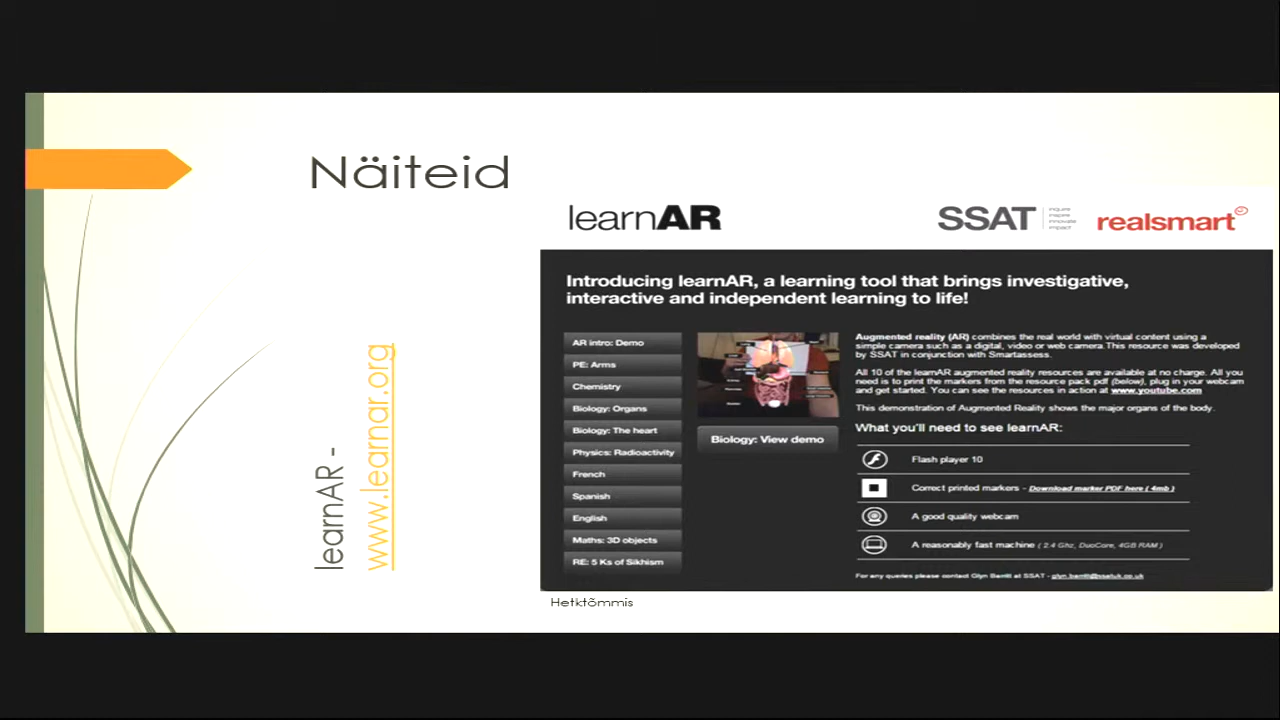 Näiteid
learnAR -
www.learnar.org
learnAR
SSAT
inquire
inspire
innovate
impact
realsmart
Introducing learnAR, a learning tool that brings investigative,
interactive and independent learning to life!
AR intro: Demo
PE: Arms
Chemistry
Biology: Organs
Biology: The heart
Physics: Radioactivity
French
Spanish
English
Maths: 3D objects
RE: 5 Ks of Sikhism
Biology: View demo
Augmented reality (AR) combines the real world with virtual content using a
simple camera such as a digital, video or web camera.This resource was developed
by SSAT in conjunction with Smartassess.
All 10 of the learnAR augmented reality resources are available at no charge. All you
need is to print the markers from the resource pack pdf (below), plug in your webcam
and get started. You can see the resources in action at www.youtube.com
This demonstration of Augmented Reality shows the major organs of the body.
What you'll need to see learnAR:
Flash player 10
Correct printed markers - Download marker PDF here ( 4mb )
A good quality webcam
A reasonably fast machine ( 2.4 Ghz, DuoCore, 4GB RAM )
For any queries please contact Glyn Barritt at SSAT - glyn.barritt@ssatuk.co.uk
Hetktõmmis